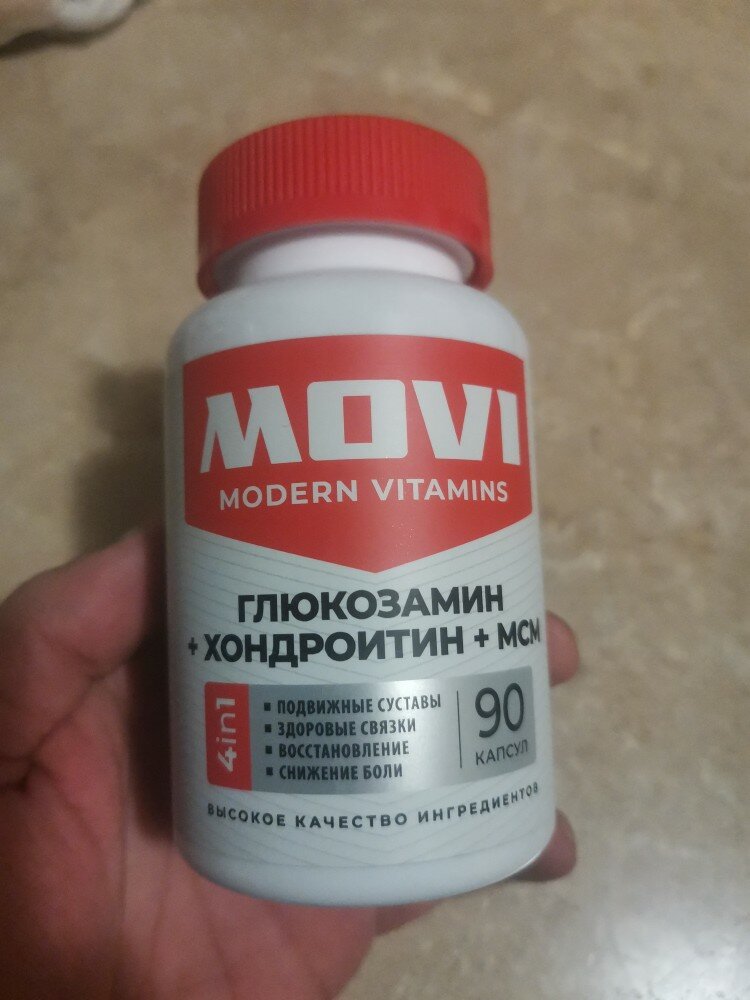 MOVI
MODERN VITAMINS
ГЛЮКОЗАМИН
+ ХОНДРОИТИН + МСМ
4in1
▪ ПОДВИЖНЫЕ СУСТАВЫ
▪ ЗДОРОВЫЕ СВЯЗКИ
▪ ВОССТАНОВЛЕНИЕ
▪ СНИЖЕНИЕ БОЛИ
90
КАПСУЛ
ВЫСОКОЕ КАЧЕСТВО ИНГРЕДИЕНТОВ